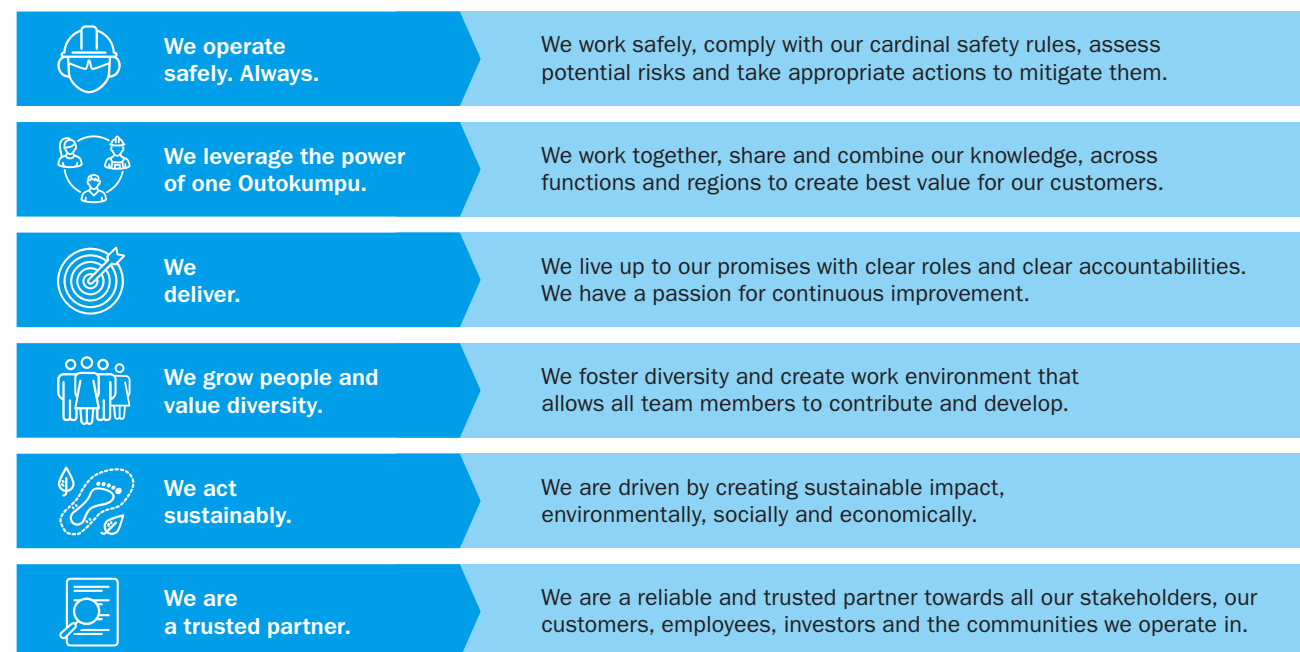 We operate
safely. Always.
We work safely, comply with our cardinal safety rules, assess
potential risks and take appropriate actions to mitigate them.
We leverage the power
of one Outokumpu.
We work together, share and combine our knowledge, across
functions and regions to create best value for our customers.
We
deliver.
We live up to our promises with clear roles and clear accountabilities.
We have a passion for continuous improvement.
We grow people and
value diversity.
We foster diversity and create work environment that
allows all team members to contribute and develop.
We act
sustainably.
We are driven by creating sustainable impact,
environmentally, socially and economically.
We are
a trusted partner.
We are a reliable and trusted partner towards all our stakeholders, our
customers, employees, investors and the communities we operate in.